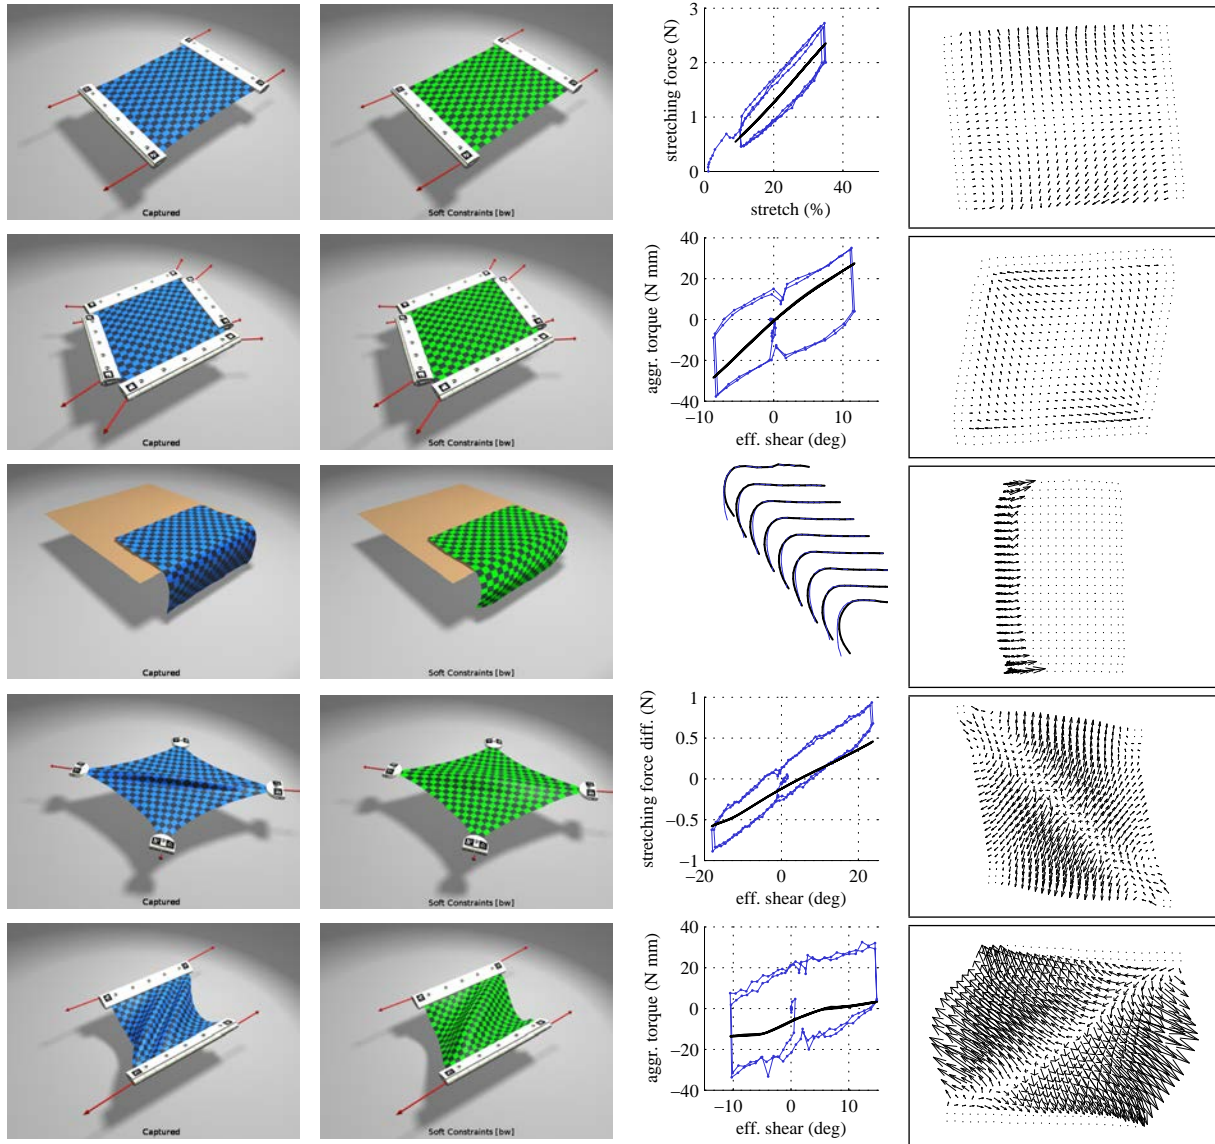 Captured
Soft Constraints [bw]
stretching force (N)
3
2
1
0
0
20
40
stretch (%)
Captured
Soft Constraints [bw]
aggr. torque (N mm)
40
20
0
−20
−40
−10
0
10
eff. shear (deg)
Captured
Soft Constraints [bw]
Captured
Soft Constraints [bw]
stretching force diff. (N)
1
0.5
0
−0.5
−1
−20
0
20
eff. shear (deg)
Captured
Soft Constraints [bw]
aggr. torque (N mm)
40
20
0
−20
−40
−10
0
10
eff. shear (deg)